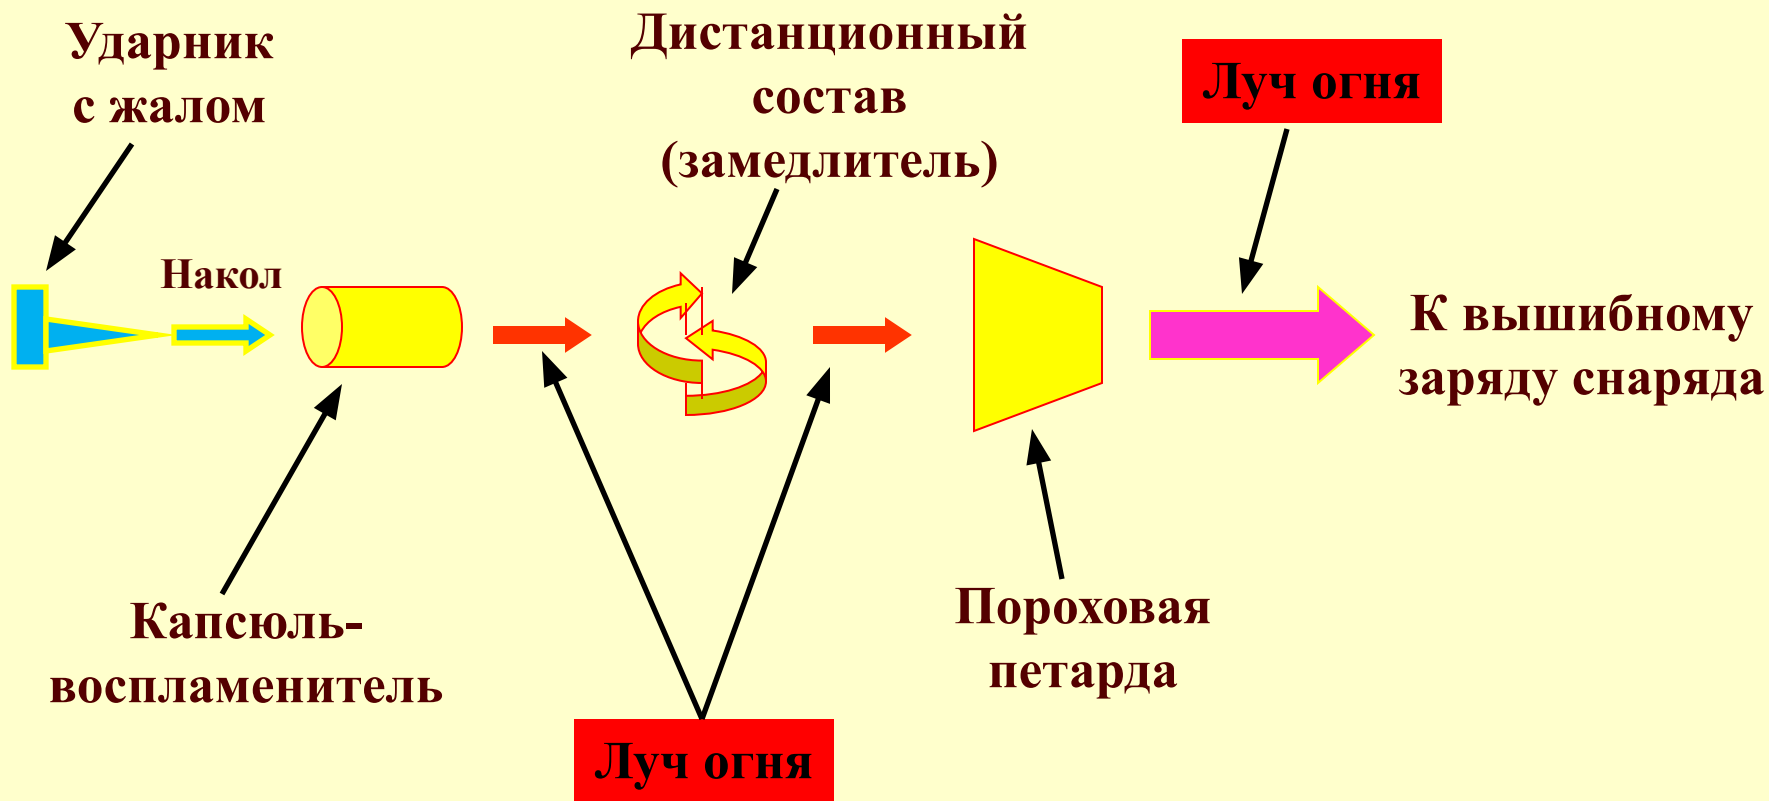 Ударник
с жалом
Дистанционный
состав
(замедлитель)
Луч огня
Накол
К вышибному
заряду снаряда
Капсюль-
воспламенитель
Пороховая
петарда
Луч огня